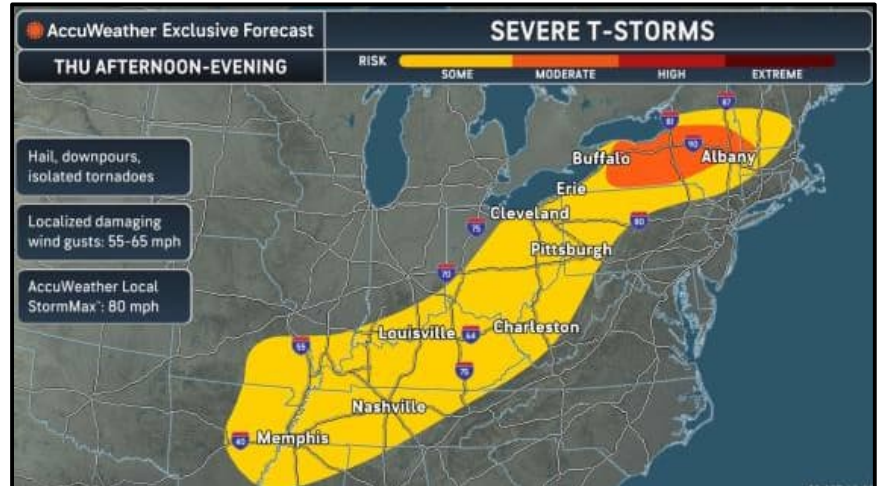 AccuWeather Exclusive Forecast
THU AFTERNOON-EVENING
SEVERE T-STORMS
RISK
SOME
MODERATE
HIGH
EXTREME
Hail, downpours,
isolated tornadoes
Localized damaging
wind gusts: 55-65 mph
AccuWeather Local
StormMax™: 80 mph
87
81
90
Buffalo
Albany
Erie
Cleveland
80
75
Pittsburgh
70
Louisville
64
Charleston
55
75
Nashville
40
Memphis